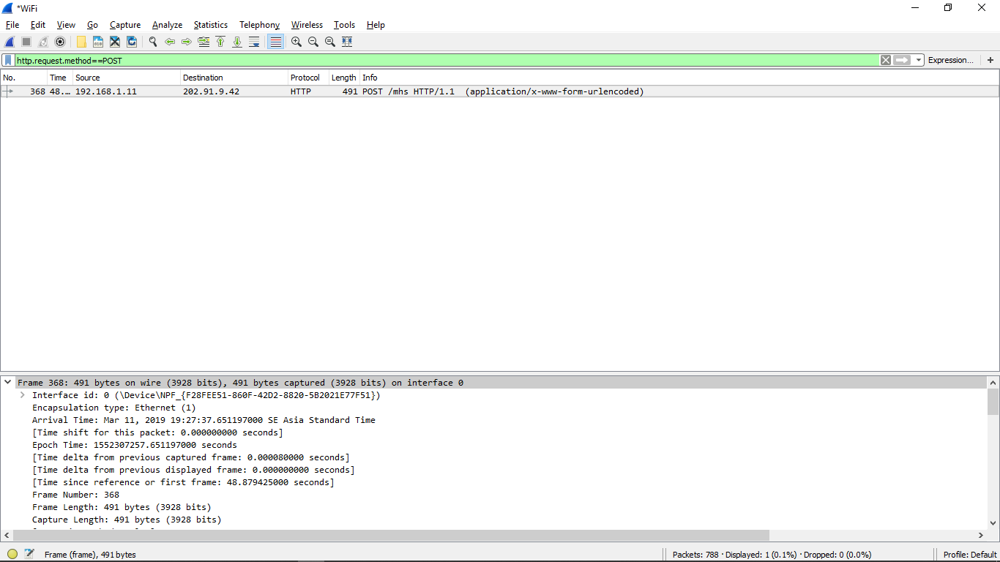 *WiFi
File Edit View Go Capture Analyze Statistics Telephony Wireless Tools Help
http.request.method==POST Expression... +
No. Time Source Destination Protocol Length Info
368 48.… 192.168.1.11 202.91.9.42 HTTP 491 POST /mhs HTTP/1.1 (application/x-www-form-urlencoded)
Frame 368: 491 bytes on wire (3928 bits), 491 bytes captured (3928 bits) on interface 0
Interface id: 0 (\Device\NPF_{F28FEE51-860F-42D2-8820-5B2021E77F51})
Encapsulation type: Ethernet (1)
Arrival Time: Mar 11, 2019 19:27:37.651197000 SE Asia Standard Time
[Time shift for this packet: 0.000000000 seconds]
Epoch Time: 1552307257.651197000 seconds
[Time delta from previous captured frame: 0.000080000 seconds]
[Time delta from previous displayed frame: 0.000000000 seconds]
[Time since reference or first frame: 48.879425000 seconds]
Frame Number: 368
Frame Length: 491 bytes (3928 bits)
Capture Length: 491 bytes (3928 bits)
Frame (frame), 491 bytes Packets: 788 · Displayed: 1 (0.1%) · Dropped: 0 (0.0%) Profile: Default